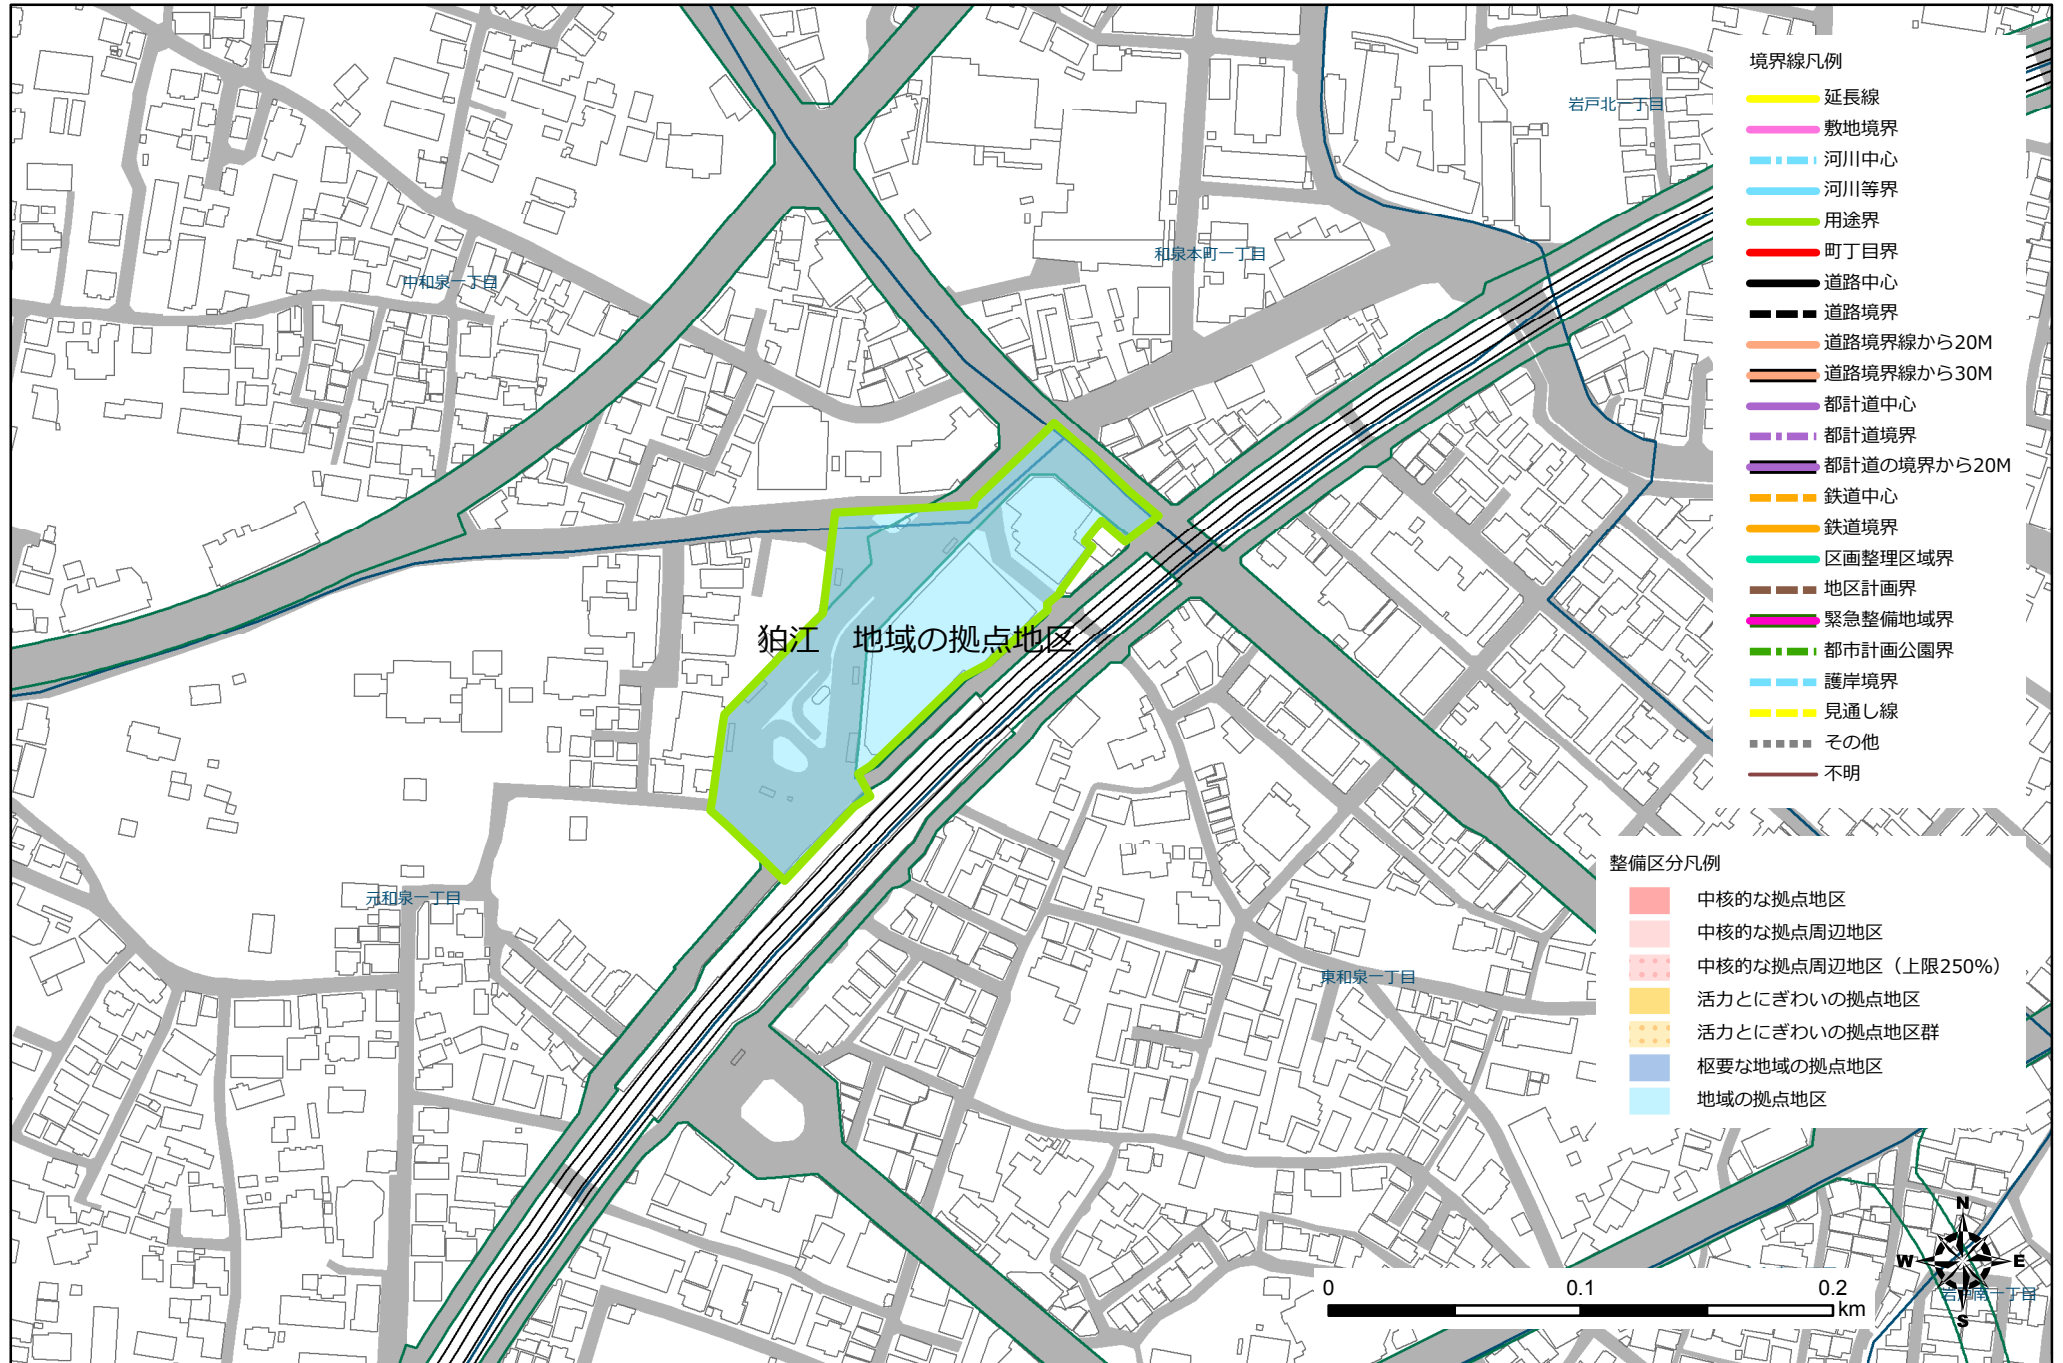 境界線凡例
延長線
敷地境界
河川中心
河川等界
用途界
町丁目界
道路中心
道路境界
道路境界線から20M
道路境界線から30M
都計道中心
都計道境界
都計道の境界から20M
鉄道中心
鉄道境界
区画整理区域界
地区計画界
緊急整備地域界
都市計画公園界
護岸境界
見通し線
その他
不明
岩戸北一丁目
和泉本町一丁目
中和泉一丁目
狛江　地域の拠点地区
元和泉一丁目
東和泉一丁目
整備区分凡例
中核的な拠点地区
中核的な拠点周辺地区
中核的な拠点周辺地区（上限250%）
活力とにぎわいの拠点地区
活力とにぎわいの拠点地区群
枢要な地域の拠点地区
地域の拠点地区
N
W E
S
岩戸南一丁目
0 0.1 0.2
km